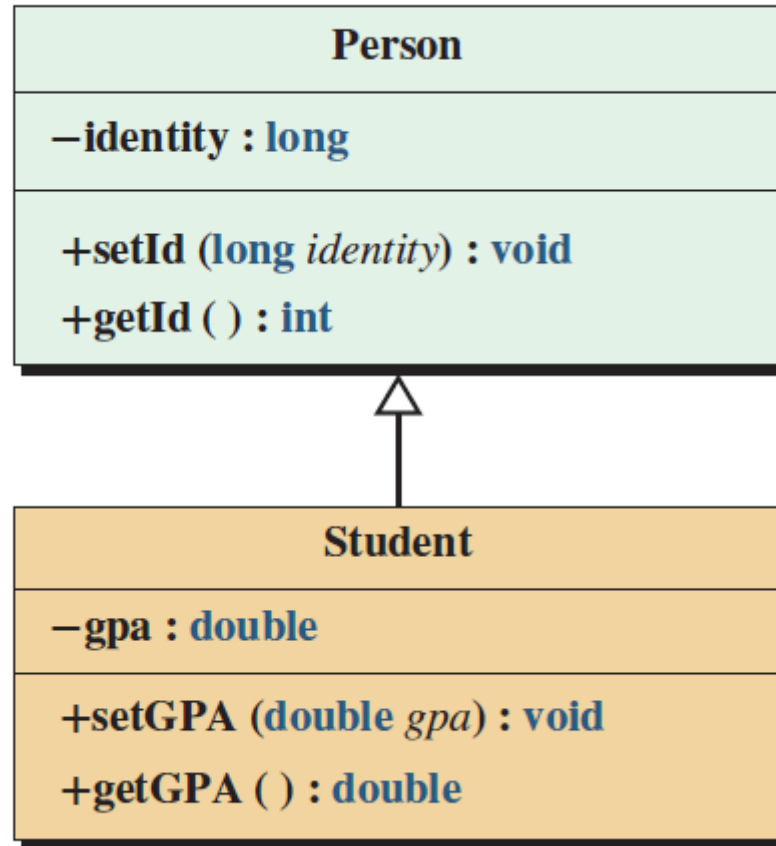 Person
−identity : long
+setId (long identity) : void
+getId ( ) : int
Student
−gpa : double
+setGPA (double gpa) : void
+getGPA ( ) : double